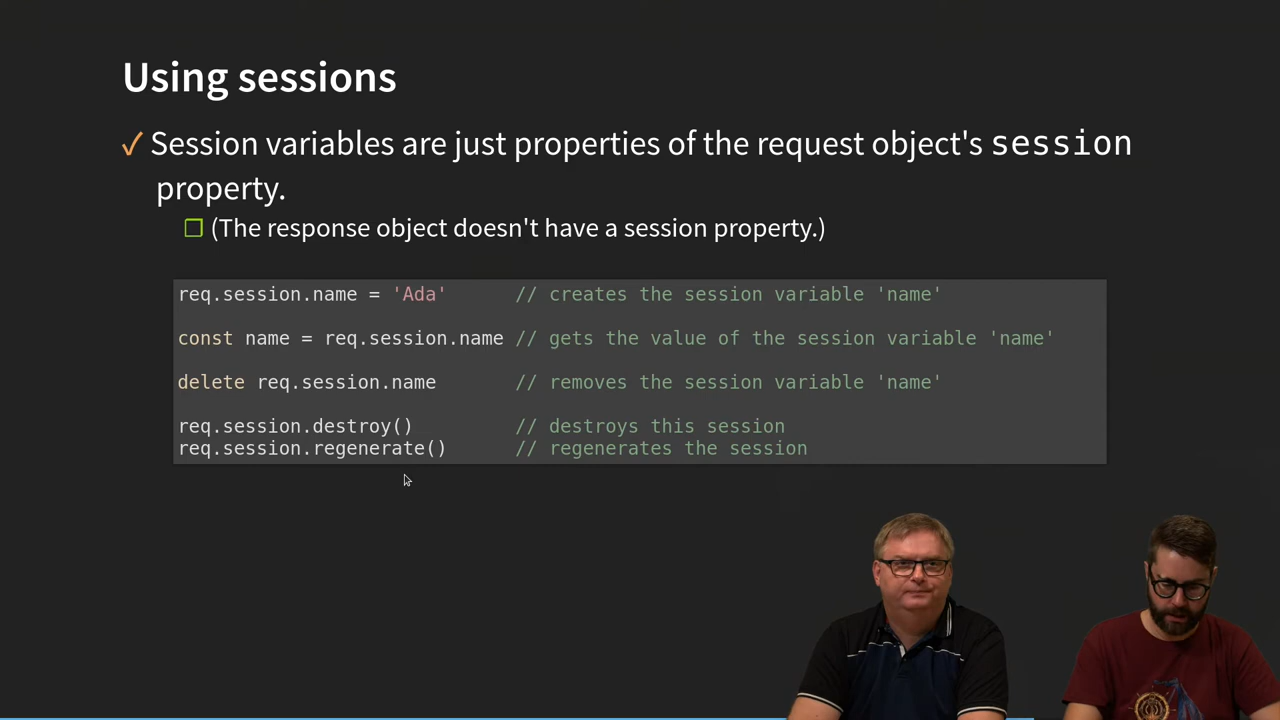 Using sessions
✓ Session variables are just properties of the request object's session
property.
❐ (The response object doesn't have a session property.)
req.session.name = 'Ada'      // creates the session variable 'name'
const name = req.session.name // gets the value of the session variable 'name'
delete req.session.name       // removes the session variable 'name'
req.session.destroy()         // destroys this session
req.session.regenerate()      // regenerates the session